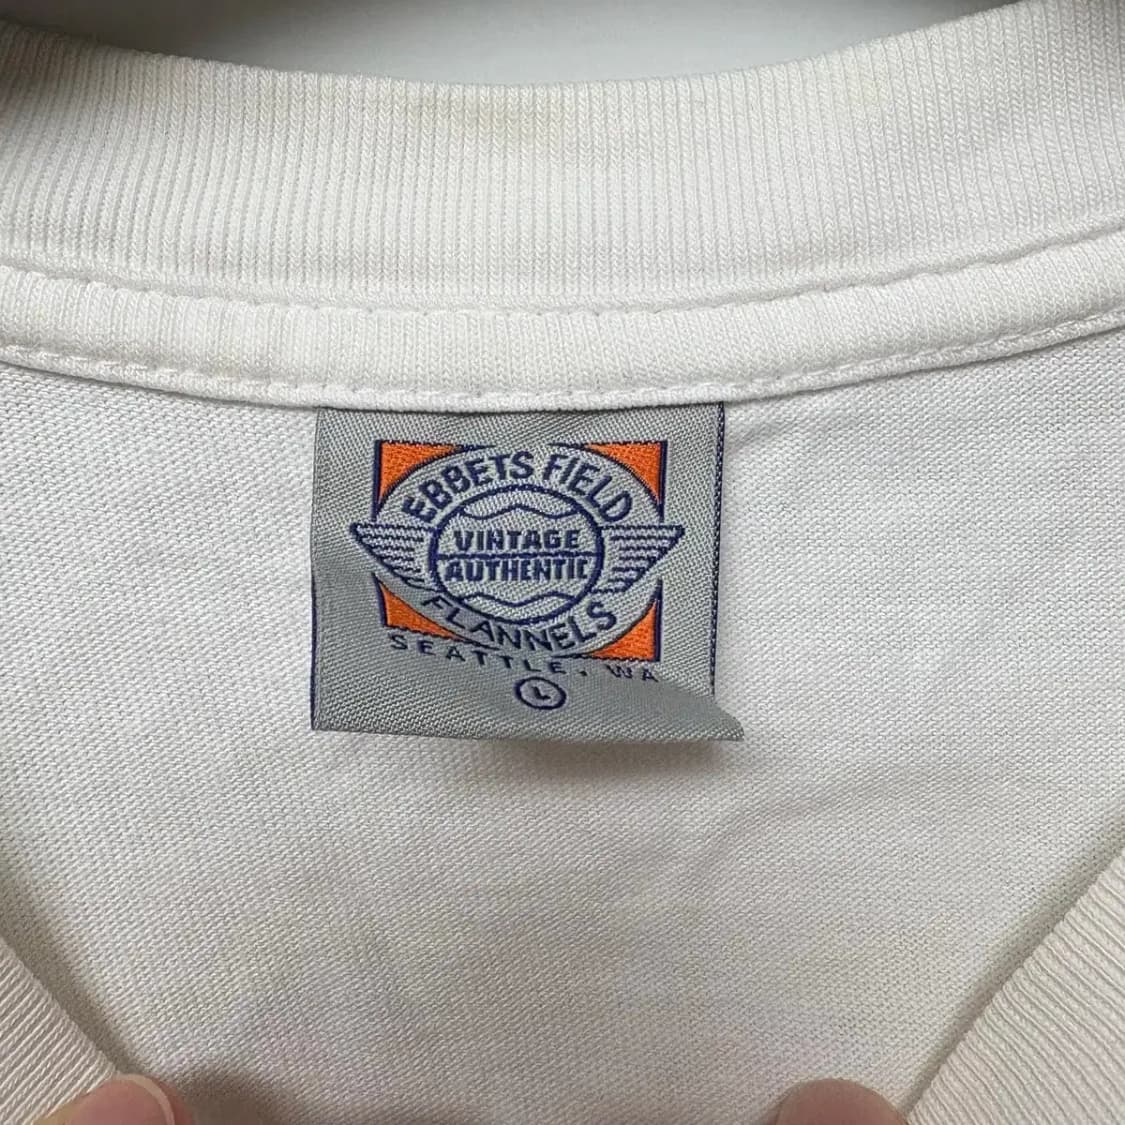 EBBETS FIELD
VINTAGE
AUTHENTIC
FLANNELS
SEATTLE, WA
L